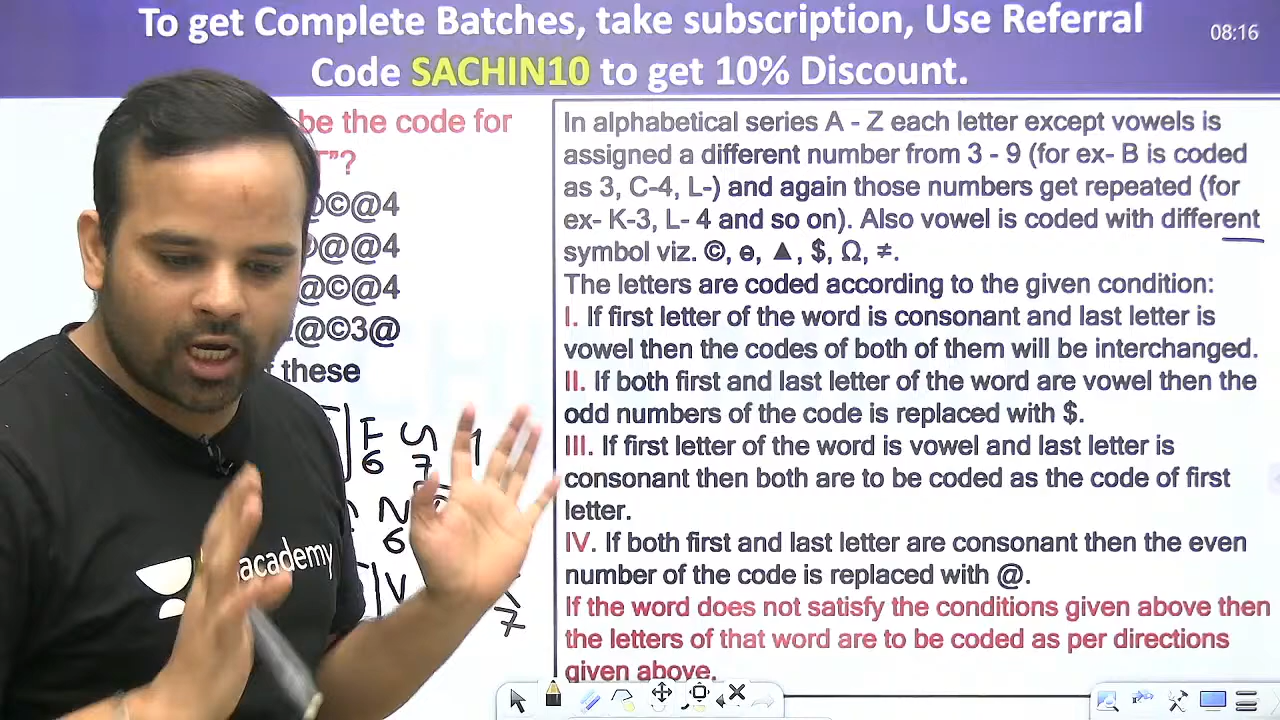 To get Complete Batches, take subscription, Use Referral
Code SACHIN10 to get 10% Discount.
08:16
be the code for
T”?
@©@4
@@4
@©@4
@©3@
these
F G
6 7
N
6
V
7
academy
In alphabetical series A - Z each letter except vowels is
assigned a different number from 3 - 9 (for ex- B is coded
as 3, C-4, L-) and again those numbers get repeated (for
ex- K-3, L- 4 and so on). Also vowel is coded with different
symbol viz. ©, ɵ, ▲, $, Ω, ≠.
The letters are coded according to the given condition:
I. If first letter of the word is consonant and last letter is
vowel then the codes of both of them will be interchanged.
II. If both first and last letter of the word are vowel then the
odd numbers of the code is replaced with $.
III. If first letter of the word is vowel and last letter is
consonant then both are to be coded as the code of first
letter.
IV. If both first and last letter are consonant then the even
number of the code is replaced with @.
If the word does not satisfy the conditions given above then
the letters of that word are to be coded as per directions
given above.